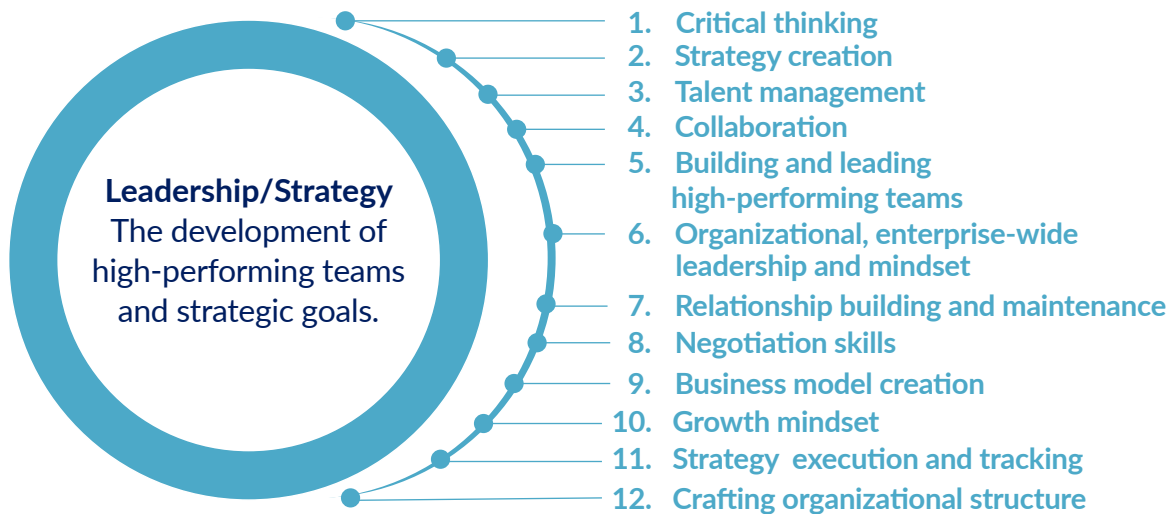 Leadership/Strategy
The development of
high-performing teams
and strategic goals.
1. Critical thinking
2. Strategy creation
3. Talent management
4. Collaboration
5. Building and leading
high-performing teams
6. Organizational, enterprise-wide
leadership and mindset
7. Relationship building and maintenance
8. Negotiation skills
9. Business model creation
10. Growth mindset
11. Strategy execution and tracking
12. Crafting organizational structure